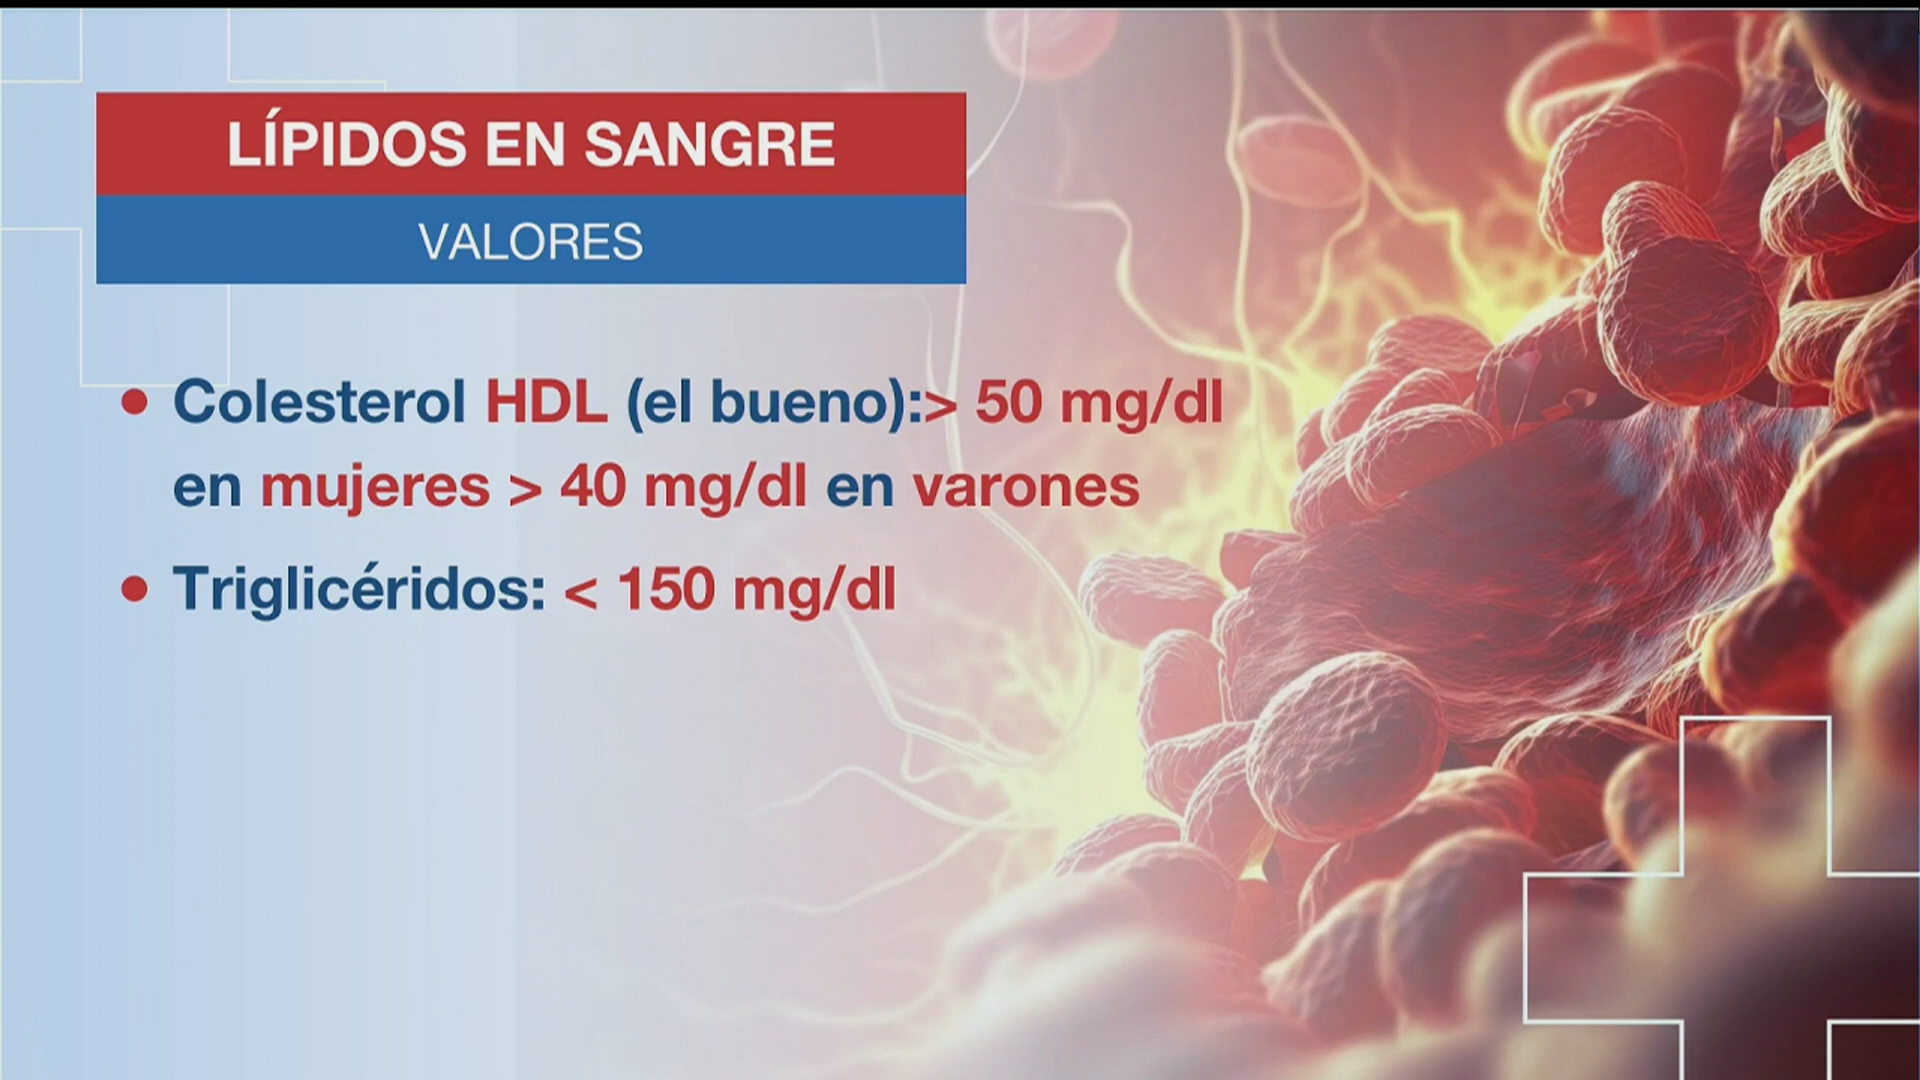 LÍPIDOS EN SANGRE
VALORES
• Colesterol HDL (el bueno):> 50 mg/dl
en mujeres > 40 mg/dl en varones
• Triglicéridos: < 150 mg/dl